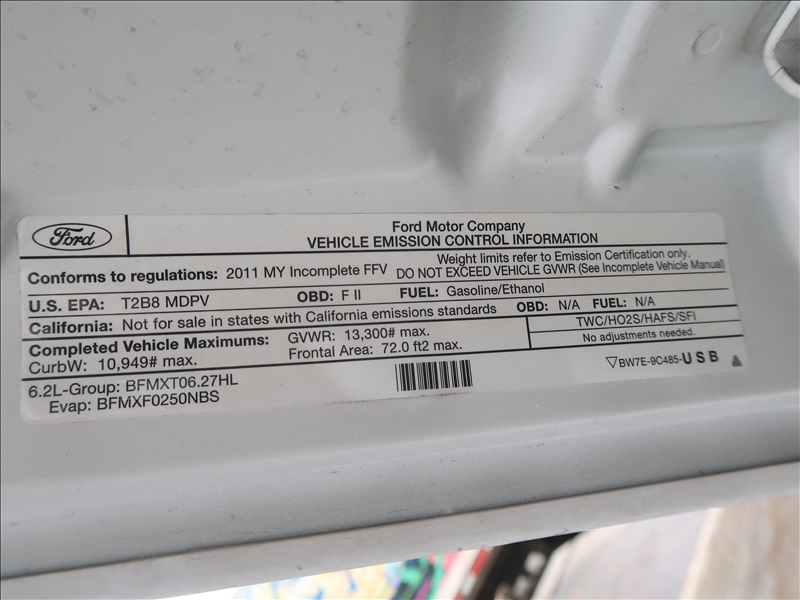 Ford
Ford Motor Company
VEHICLE EMISSION CONTROL INFORMATION
Conforms to regulations: 2011 MY Incomplete FFV
Weight limits refer to Emission Certification only.
DO NOT EXCEED VEHICLE GVWR (See Incomplete Vehicle Manual)
U.S. EPA: T2B8 MDPV OBD: F II FUEL: Gasoline/Ethanol
California: Not for sale in states with California emissions standards OBD: N/A FUEL: N/A
Completed Vehicle Maximums: GVWR: 13,300# max.
CurbW: 10,949# max. Frontal Area: 72.0 ft2 max.
TWC/HO2S/HAFS/SFI
No adjustments needed.
6.2L-Group: BFMXT06.27HL
Evap: BFMXF0250NBS
▽BW7E-9C485-USB ▲